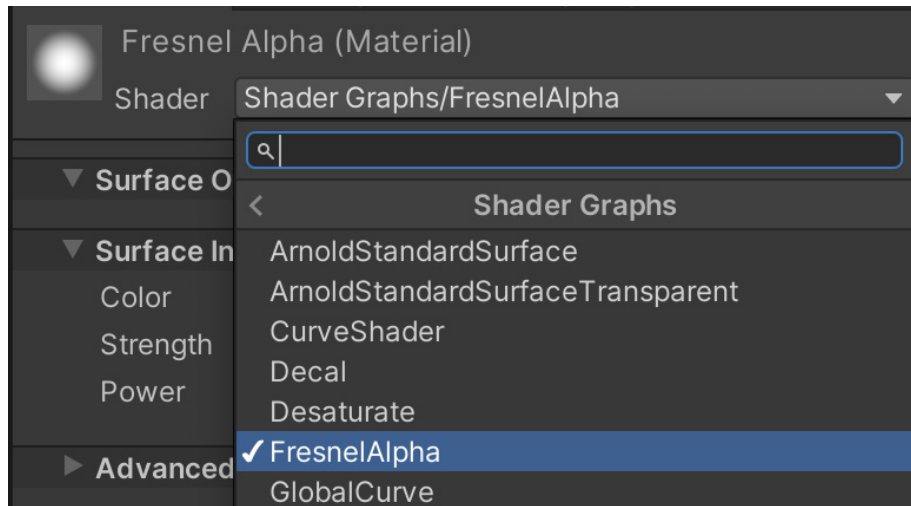 Fresnel Alpha (Material)
Shader Shader Graphs/FresnelAlpha
Surface O
Shader Graphs
Surface In
ArnoldStandardSurface
Color
ArnoldStandardSurfaceTransparent
CurveShader
Strength
Decal
Power
Desaturate
FresnelAlpha
Advanced
GlobalCurve